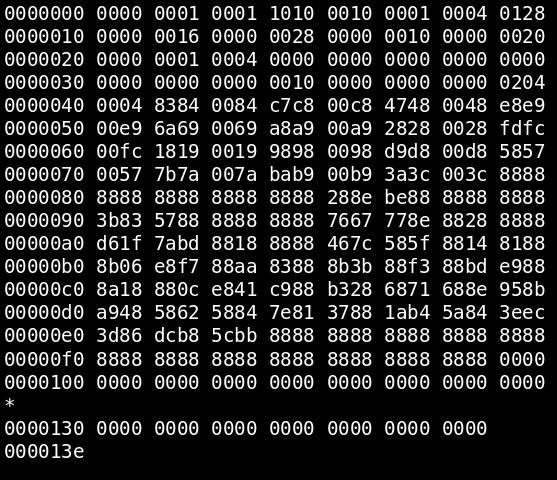 0000000 0000 0001 0001 1010 0010 0001 0004 0128
0000010 0000 0016 0000 0028 0000 0010 0000 0020
0000020 0000 0001 0004 0000 0000 0000 0000 0000
0000030 0000 0000 0000 0010 0000 0000 0000 0204
0000040 0004 8384 0084 c7c8 00c8 4748 0048 e8e9
0000050 00e9 6a69 0069 a8a9 00a9 2828 0028 fdfc
0000060 00fc 1819 0019 9898 0098 d9d8 00d8 5857
0000070 0057 7b7a 007a bab9 00b9 3a3c 003c 8888
0000080 8888 8888 8888 8888 288e be88 8888 8888
0000090 3b83 5788 8888 8888 7667 778e 8828 8888
00000a0 d61f 7abd 8818 8888 467c 585f 8814 8188
00000b0 8b06 e8f7 88aa 8388 8b3b 88f3 88bd e988
00000c0 8a18 880c e841 c988 b328 6871 688e 958b
00000d0 a948 5862 5884 7e81 3788 1ab4 5a84 3eec
00000e0 3d86 dcb8 5cbb 8888 8888 8888 8888 8888
00000f0 8888 8888 8888 8888 8888 8888 8888 0000
0000100 0000 0000 0000 0000 0000 0000 0000 0000
*
0000130 0000 0000 0000 0000 0000 0000 0000
000013e